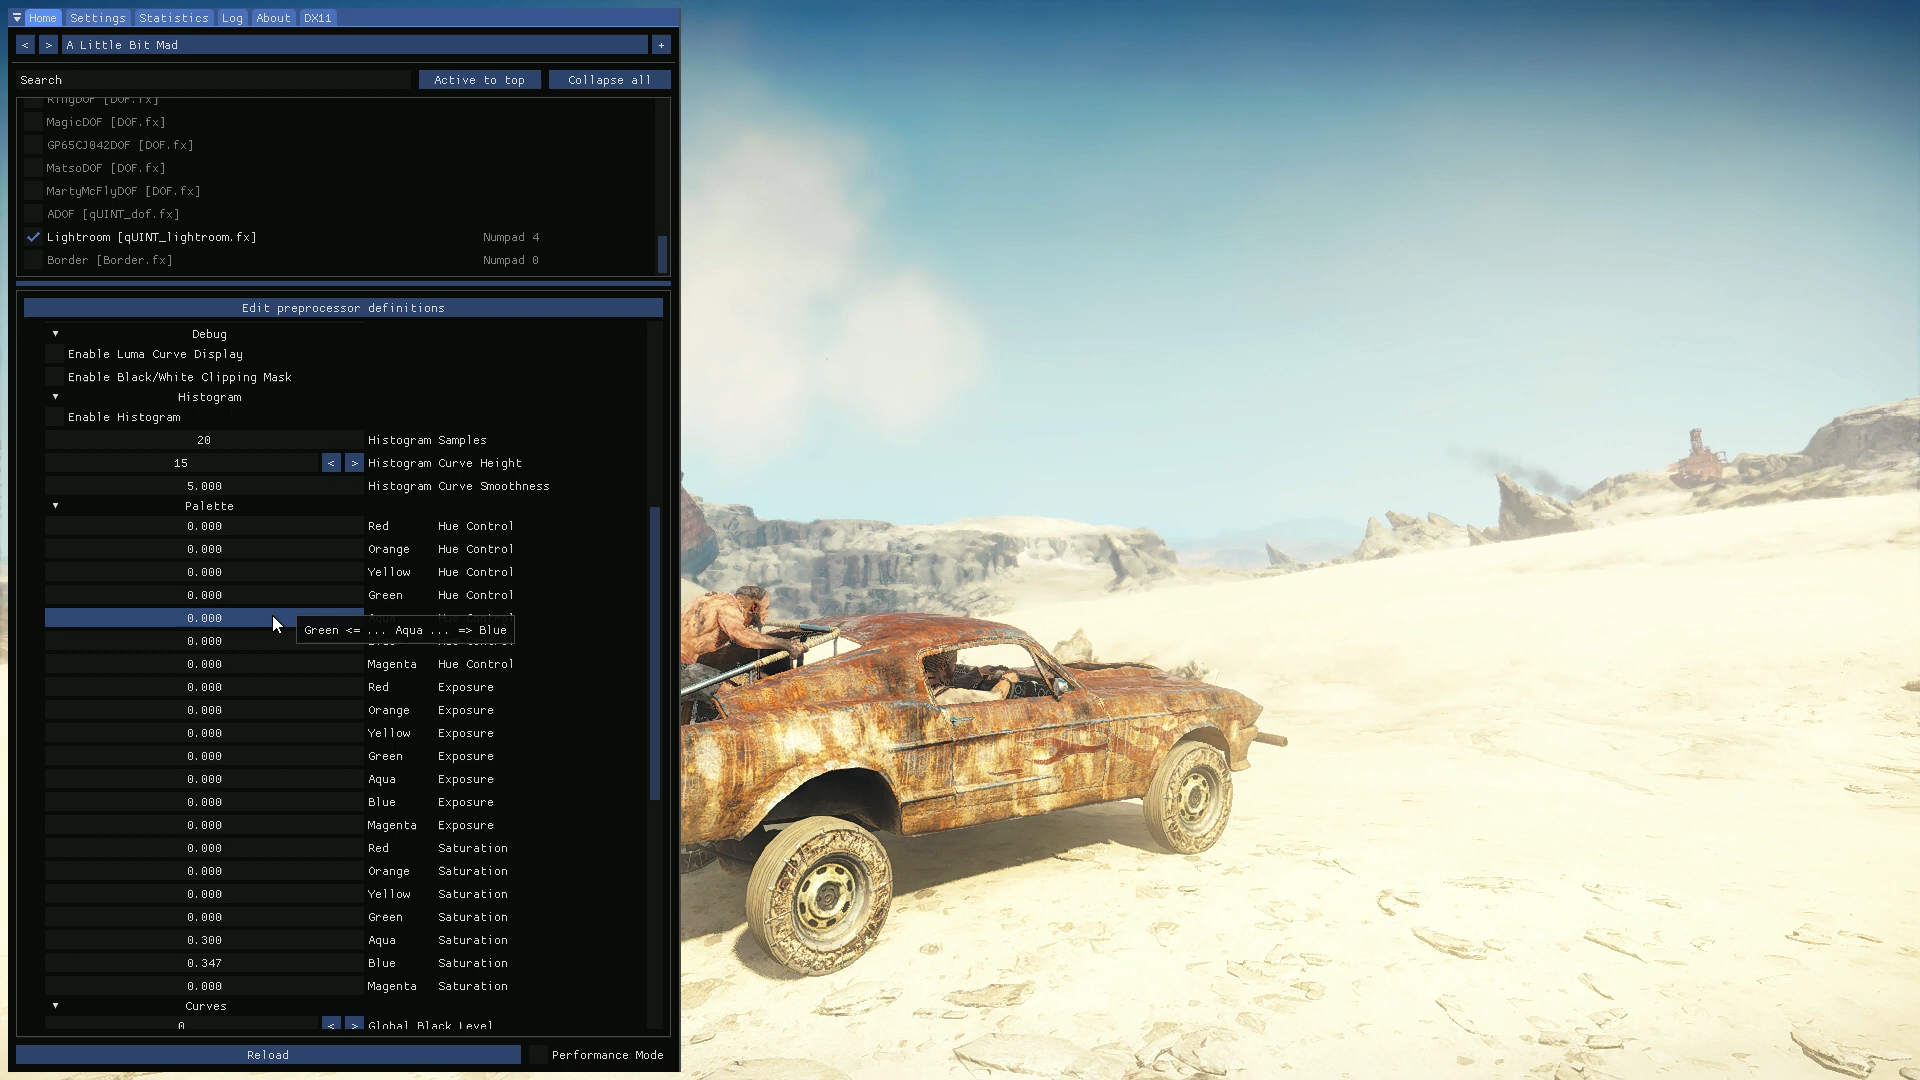 Home Settings Statistics Log About DX11
< > A Little Bit Mad +
Search Active to top Collapse all
RingDOF [DOF.fx]
MagicDOF [DOF.fx]
GP65CJ042DOF [DOF.fx]
MatsoDOF [DOF.fx]
MartyMcFlyDOF [DOF.fx]
ADOF [qUINT_dof.fx]
Lightroom [qUINT_lightroom.fx] Numpad 4
Border [Border.fx] Numpad 0
Edit preprocessor definitions
Debug
Enable Luma Curve Display
Enable Black/White Clipping Mask
Histogram
Enable Histogram
20 Histogram Samples
15 < > Histogram Curve Height
5.000 Histogram Curve Smoothness
Palette
0.000 Red Hue Control
0.000 Orange Hue Control
0.000 Yellow Hue Control
0.000 Green Hue Control
0.000
Green <= ... Aqua ... => Blue
0.000
0.000 Magenta Hue Control
0.000 Red Exposure
0.000 Orange Exposure
0.000 Yellow Exposure
0.000 Green Exposure
0.000 Aqua Exposure
0.000 Blue Exposure
0.000 Magenta Exposure
0.000 Red Saturation
0.000 Orange Saturation
0.000 Yellow Saturation
0.000 Green Saturation
0.300 Aqua Saturation
0.347 Blue Saturation
0.000 Magenta Saturation
Curves
0 < > Global Black Level
Reload Performance Mode